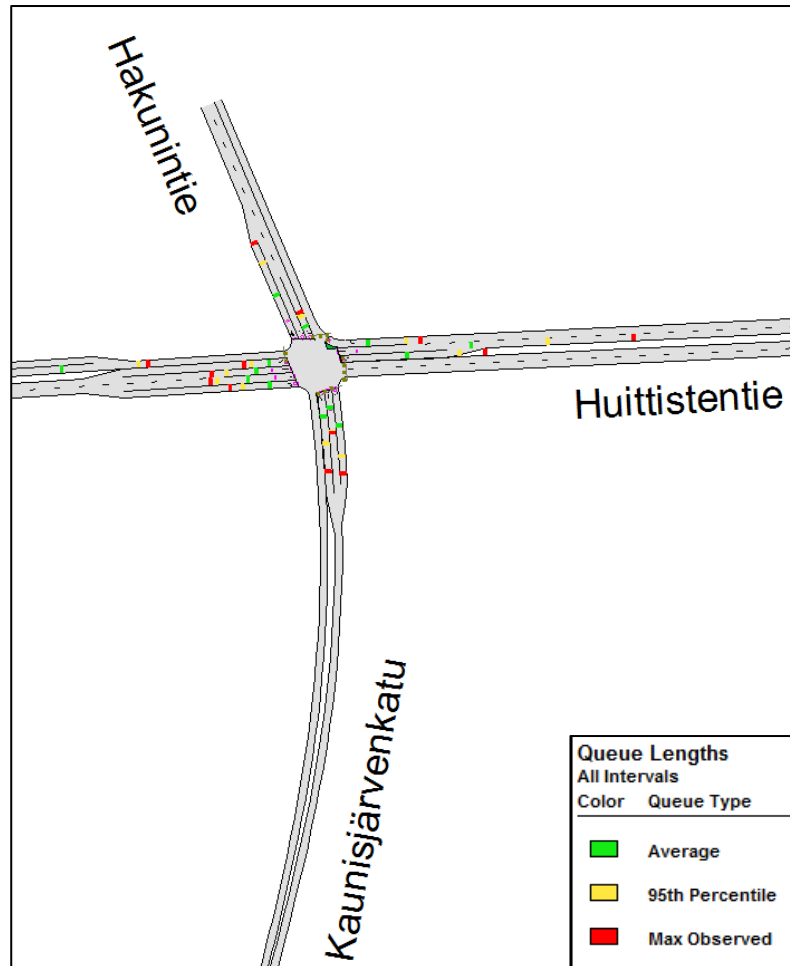 Hakunintie
Huittistentie
Kaunisjärvenkatu
Queue Lengths
All Intervals
Color Queue Type
Average
95th Percentile
Max Observed